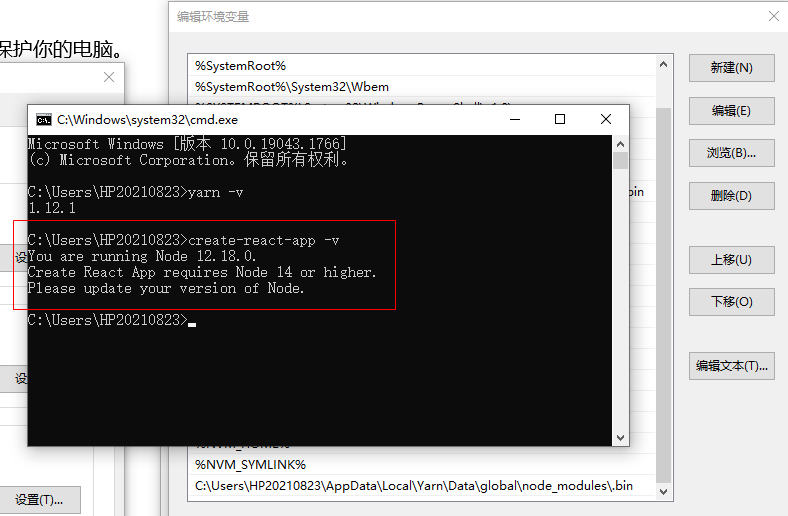 编辑环境变量
保护你的电脑。
%SystemRoot%
%SystemRoot%\System32\Wbem
新建(N)
编辑(E)
浏览(B)...
删除(D)
上移(U)
下移(O)
编辑文本(T)...
C:\Windows\system32\cmd.exe
Microsoft Windows [版本 10.0.19043.1766]
(c) Microsoft Corporation。保留所有权利。
C:\Users\HP20210823>yarn -v
1.12.1
C:\Users\HP20210823>create-react-app -v
You are running Node 12.18.0.
Create React App requires Node 14 or higher.
Please update your version of Node.
C:\Users\HP20210823>
bin
设
设
%NVM_SYMLINK%
C:\Users\HP20210823\AppData\Local\Yarn\Data\global\node_modules\.bin
设置(T)...